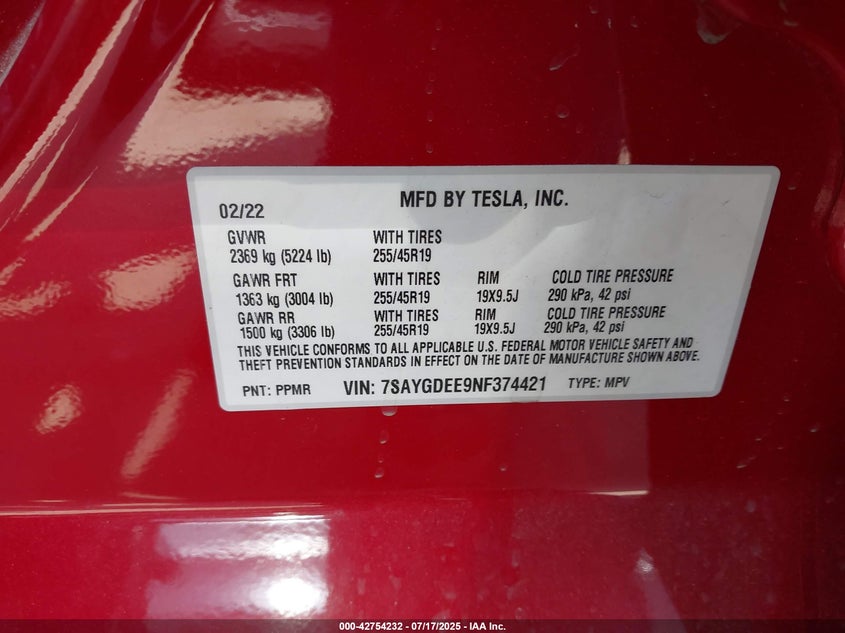 02/22 MFD BY TESLA, INC.
GVWR WITH TIRES
2369 kg (5224 lb) 255/45R19
GAWR FRT WITH TIRES RIM COLD TIRE PRESSURE
1363 kg (3004 lb) 255/45R19 19X9.5J 290 kPa, 42 psi
GAWR RR WITH TIRES RIM COLD TIRE PRESSURE
1500 kg (3306 lb) 255/45R19 19X9.5J 290 kPa, 42 psi
THIS VEHICLE CONFORMS TO ALL APPLICABLE U.S. FEDERAL MOTOR VEHICLE SAFETY AND
THEFT PREVENTION STANDARDS IN EFFECT ON THE DATE OF MANUFACTURE SHOWN ABOVE.
PNT: PPMR VIN: 7SAYGDEE9NF374421 TYPE: MPV
000-42754232 - 07/17/2025 - IAA Inc.